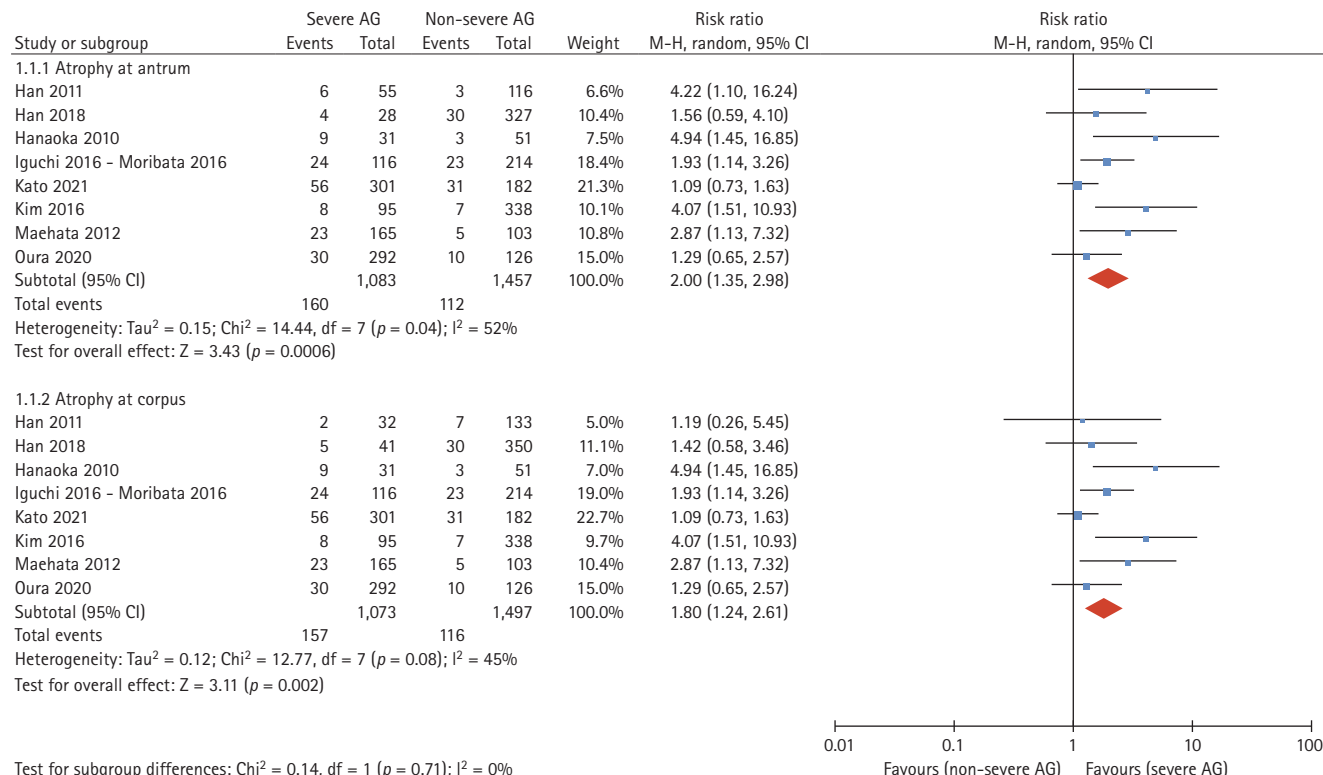 Severe AG Non-severe AG Risk ratio Risk ratio
Study or subgroup Events Total Events Total Weight M-H, random, 95% CI M-H, random, 95% CI
1.1.1 Atrophy at antrum
Han 2011 6 55 3 116 6.6% 4.22 (1.10, 16.24)
Han 2018 4 28 30 327 10.4% 1.56 (0.59, 4.10)
Hanaoka 2010 9 31 3 51 7.5% 4.94 (1.45, 16.85)
Iguchi 2016 - Moribata 2016 24 116 23 214 18.4% 1.93 (1.14, 3.26)
Kato 2021 56 301 31 182 21.3% 1.09 (0.73, 1.63)
Kim 2016 8 95 7 338 10.1% 4.07 (1.51, 10.93)
Maehata 2012 23 165 5 103 10.8% 2.87 (1.13, 7.32)
Oura 2020 30 292 10 126 15.0% 1.29 (0.65, 2.57)
Subtotal (95% CI) 1,083 1,457 100.0% 2.00 (1.35, 2.98)
Total events 160 112
Heterogeneity: Tau² = 0.15; Chi² = 14.44, df = 7 (p = 0.04); I² = 52%
Test for overall effect: Z = 3.43 (p = 0.0006)
1.1.2 Atrophy at corpus
Han 2011 2 32 7 133 5.0% 1.19 (0.26, 5.45)
Han 2018 5 41 30 350 11.1% 1.42 (0.58, 3.46)
Hanaoka 2010 9 31 3 51 7.0% 4.94 (1.45, 16.85)
Iguchi 2016 - Moribata 2016 24 116 23 214 19.0% 1.93 (1.14, 3.26)
Kato 2021 56 301 31 182 22.7% 1.09 (0.73, 1.63)
Kim 2016 8 95 7 338 9.7% 4.07 (1.51, 10.93)
Maehata 2012 23 165 5 103 10.4% 2.87 (1.13, 7.32)
Oura 2020 30 292 10 126 15.0% 1.29 (0.65, 2.57)
Subtotal (95% CI) 1,073 1,497 100.0% 1.80 (1.24, 2.61)
Total events 157 116
Heterogeneity: Tau² = 0.12; Chi² = 12.77, df = 7 (p = 0.08); I² = 45%
Test for overall effect: Z = 3.11 (p = 0.002)
0.01 0.1 1 10 100
Test for subgroup differences: Chi² = 0.14, df = 1 (p = 0.71); I² = 0% Favours (non-severe AG) Favours (severe AG)